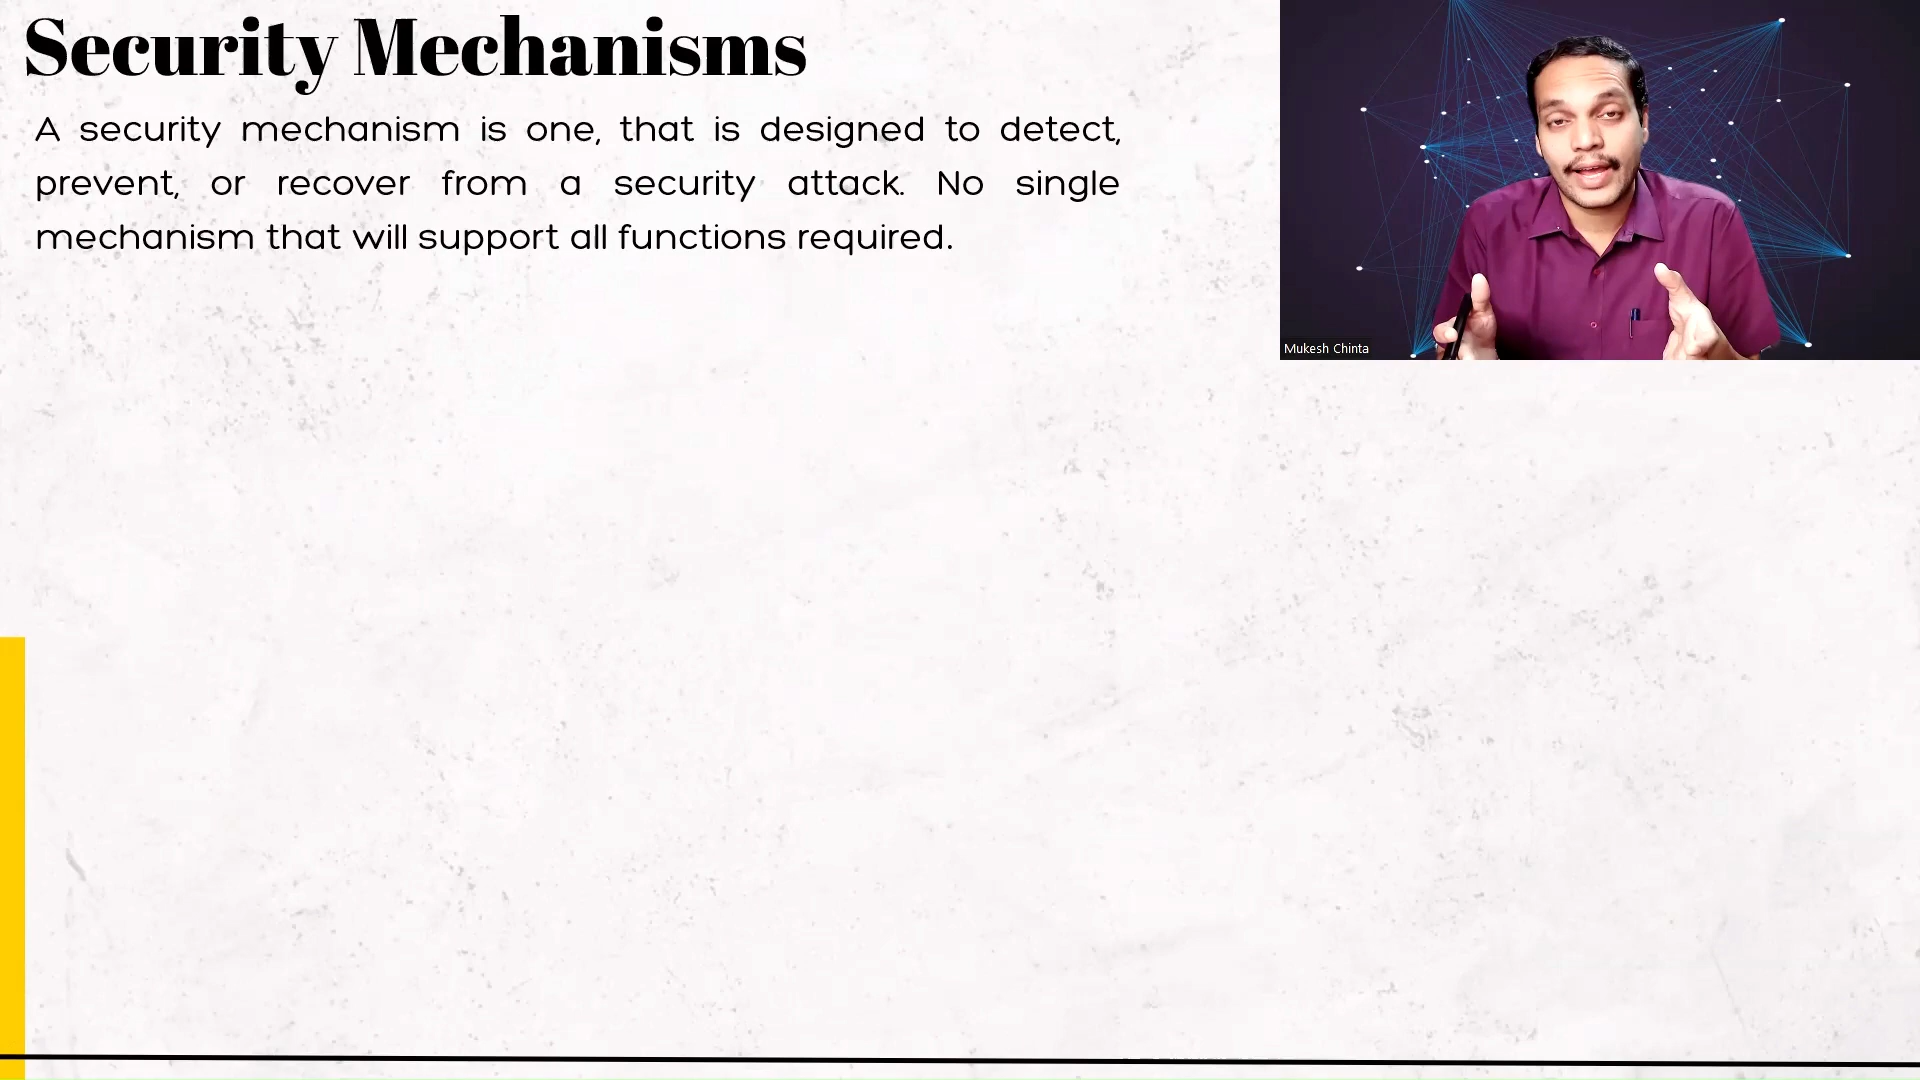 Security Mechanisms
A security mechanism is one, that is designed to detect,
prevent, or recover from a security attack. No single
mechanism that will support all functions required.
Mukesh Chinta